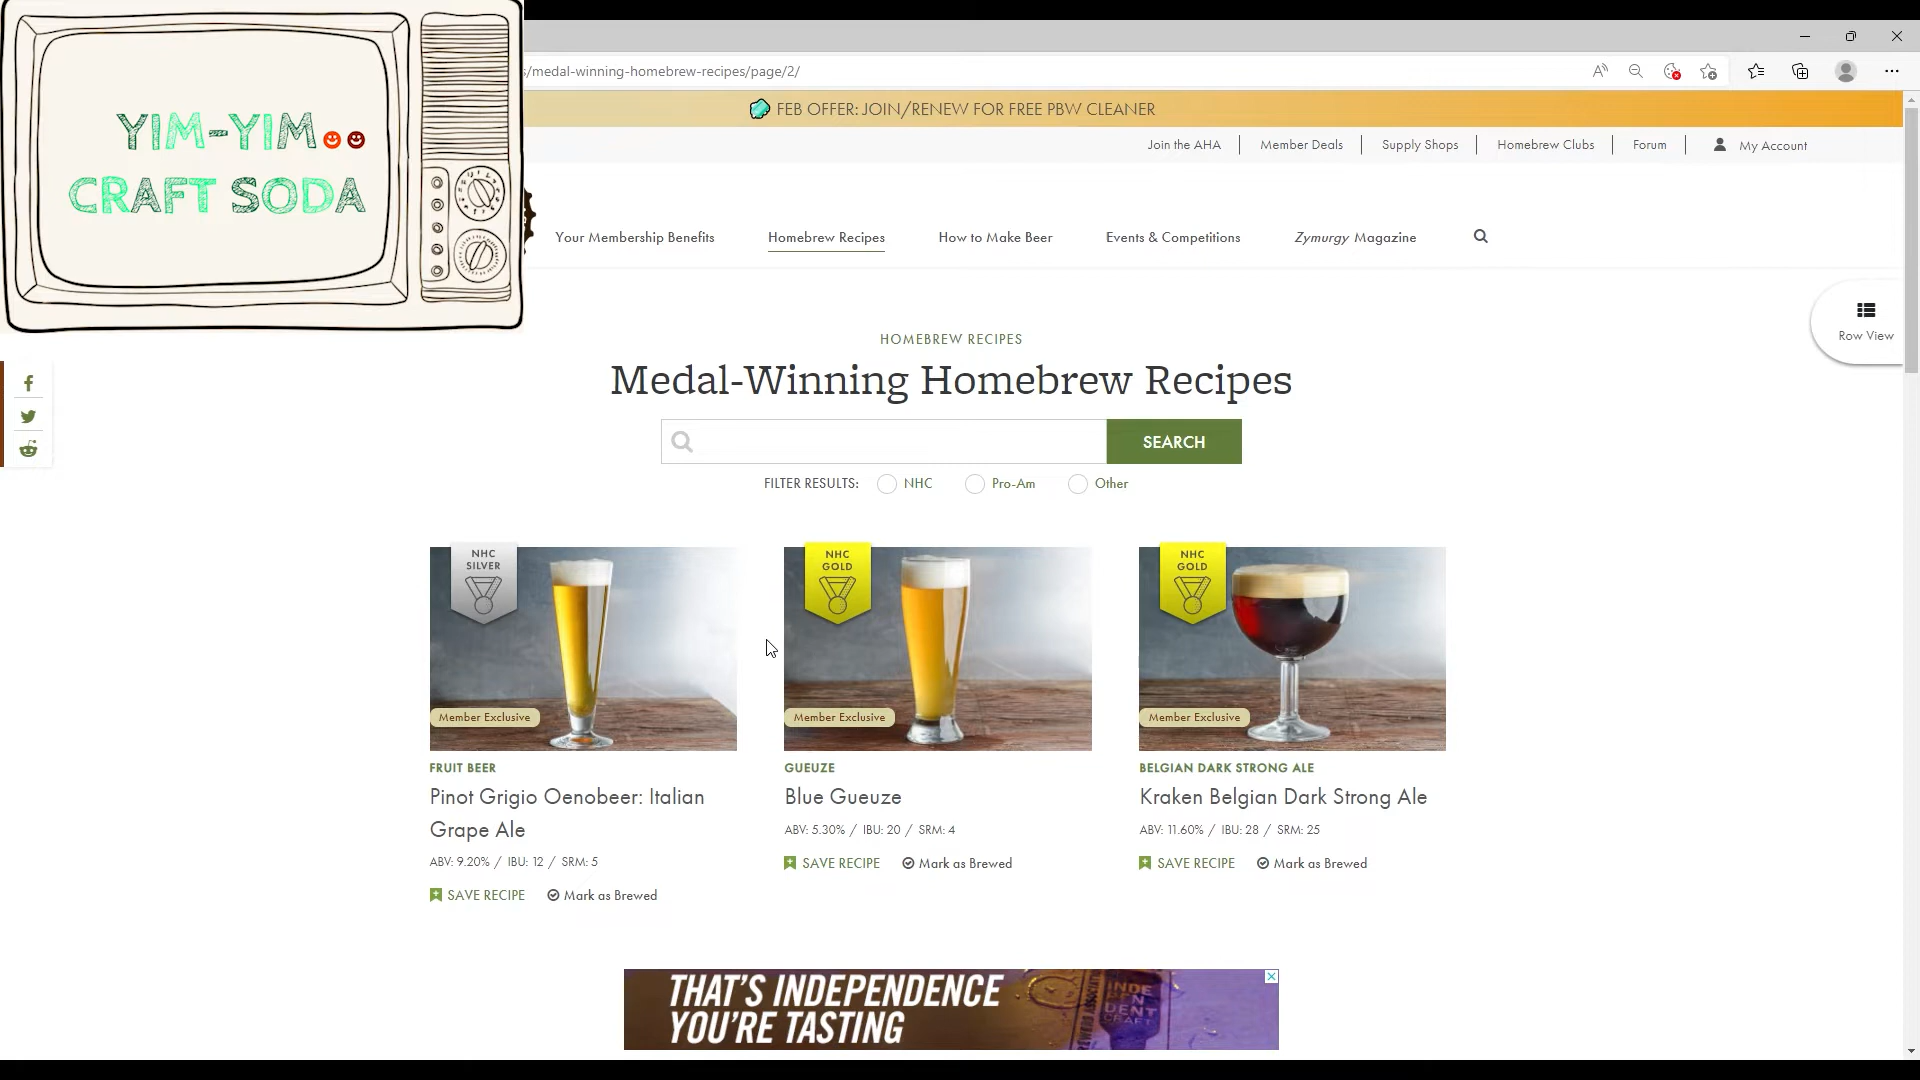 YIM-YIM
CRAFT SODA
s/medal-winning-homebrew-recipes/page/2/
FEB OFFER: JOIN/RENEW FOR FREE PBW CLEANER
Join the AHA
Member Deals
Supply Shops
Homebrew Clubs
Forum
My Account
Your Membership Benefits
Homebrew Recipes
How to Make Beer
Events & Competitions
Zymurgy Magazine
Row View
HOMEBREW RECIPES
Medal-Winning Homebrew Recipes
SEARCH
FILTER RESULTS:
NHC
Pro-Am
Other
NHC
SILVER
Member Exclusive
FRUIT BEER
Pinot Grigio Oenobeer: Italian
Grape Ale
ABV: 9.20% / IBU: 12 / SRM: 5
SAVE RECIPE
Mark as Brewed
NHC
GOLD
Member Exclusive
GUEUZE
Blue Gueuze
ABV: 5.30% / IBU: 20 / SRM: 4
SAVE RECIPE
Mark as Brewed
NHC
GOLD
Member Exclusive
BELGIAN DARK STRONG ALE
Kraken Belgian Dark Strong Ale
ABV: 11.60% / IBU: 28 / SRM: 25
SAVE RECIPE
Mark as Brewed
THAT'S INDEPENDENCE
YOU'RE TASTING
INDE
PEN
DENT
CRAFT